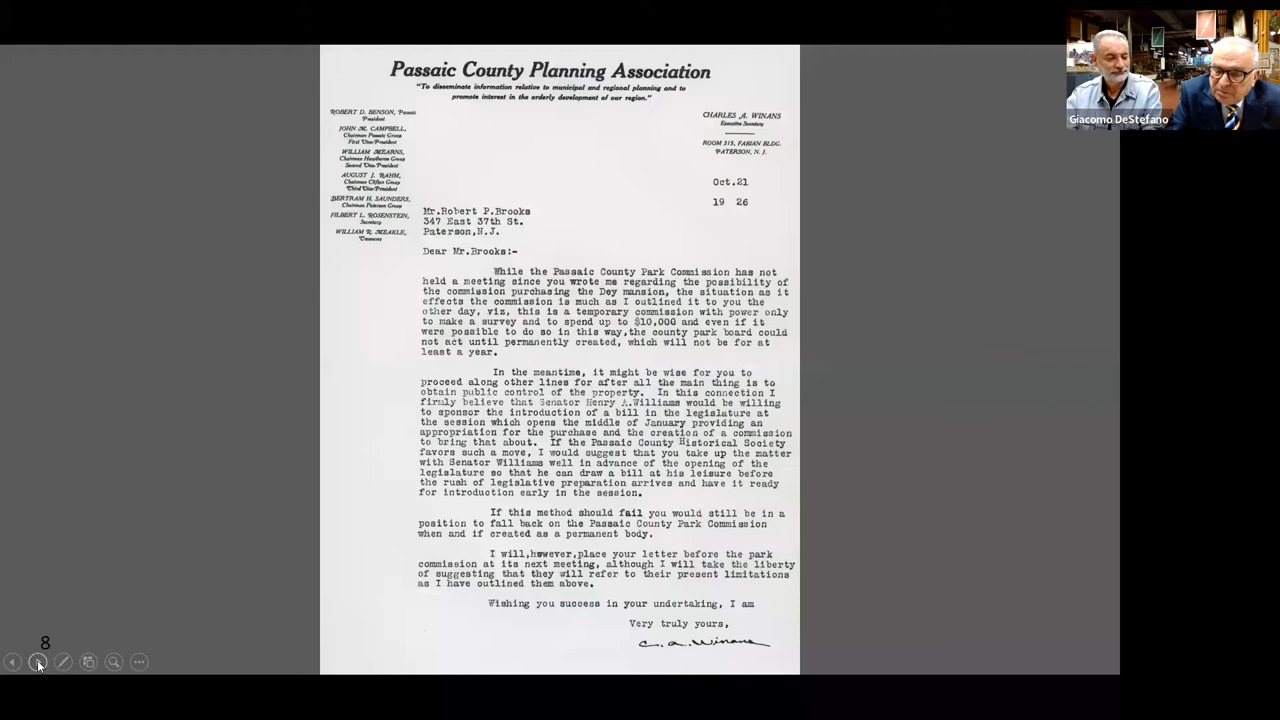 Passaic County Planning Association
"To disseminate information relative to municipal and regional planning and to
promote interest in the orderly development of our region."
ROBERT D. BENSON, Passaic
President
JOHN M. CAMPBELL,
Chairman Passaic Group
First Vice-President
WILLIAM MEARNS,
Chairman Hawthorne Group
Second Vice-President
AUGUST J. RAHM,
Chairman Clifton Group
Third Vice-President
BERTRAM H. SAUNDERS,
Chairman Paterson Group
FILBERT L. ROSENSTEIN,
Secretary
WILLIAM R. MEAKLE,
Treasurer
CHARLES A. WINANS
Executive Secretary
ROOM 315, FABIAN BLDG.
PATERSON, N. J.
Oct.21
19 26
Mr.Robert P.Brooks
347 East 37th St.
Paterson,N.J.
Dear Mr.Brooks:-
While the Passaic County Park Commission has not
held a meeting since you wrote me regarding the possibility of
the commission purchasing the Dey mansion, the situation as it
effects the commission is much as I outlined it to you the
other day, viz, this is a temporary commission with power only
to make a survey and to spend up to $10,000 and even if it
were possible to do so in this way,the county park board could
not act until permanently created, which will not be for at
least a year.
In the meantime, it might be wise for you to
proceed along other lines for after all the main thing is to
obtain public control of the property. In this connection I
firmly believe that Senator Henry A.Williams would be willing
to sponsor the introduction of a bill in the legislature at
the session which opens the middle of January providing an
appropriation for the purchase and the creation of a commission
to bring that about. If the Passaic County Historical Society
favors such a move, I would suggest that you take up the matter
with Senator Williams well in advance of the opening of the
legislature so that he can draw a bill at his leisure before
the rush of legislative preparation arrives and have it ready
for introduction early in the session.
If this method should fail you would still be in a
position to fall back on the Passaic County Park Commission
when and if created as a permanent body.
I will,however,place your letter before the park
commission at its next meeting, although I will take the liberty
of suggesting that they will refer to their present limitations
as I have outlined them above.
Wishing you success in your undertaking, I am
Very truly yours,
C. A. Winans
8
Giacomo DeStefano